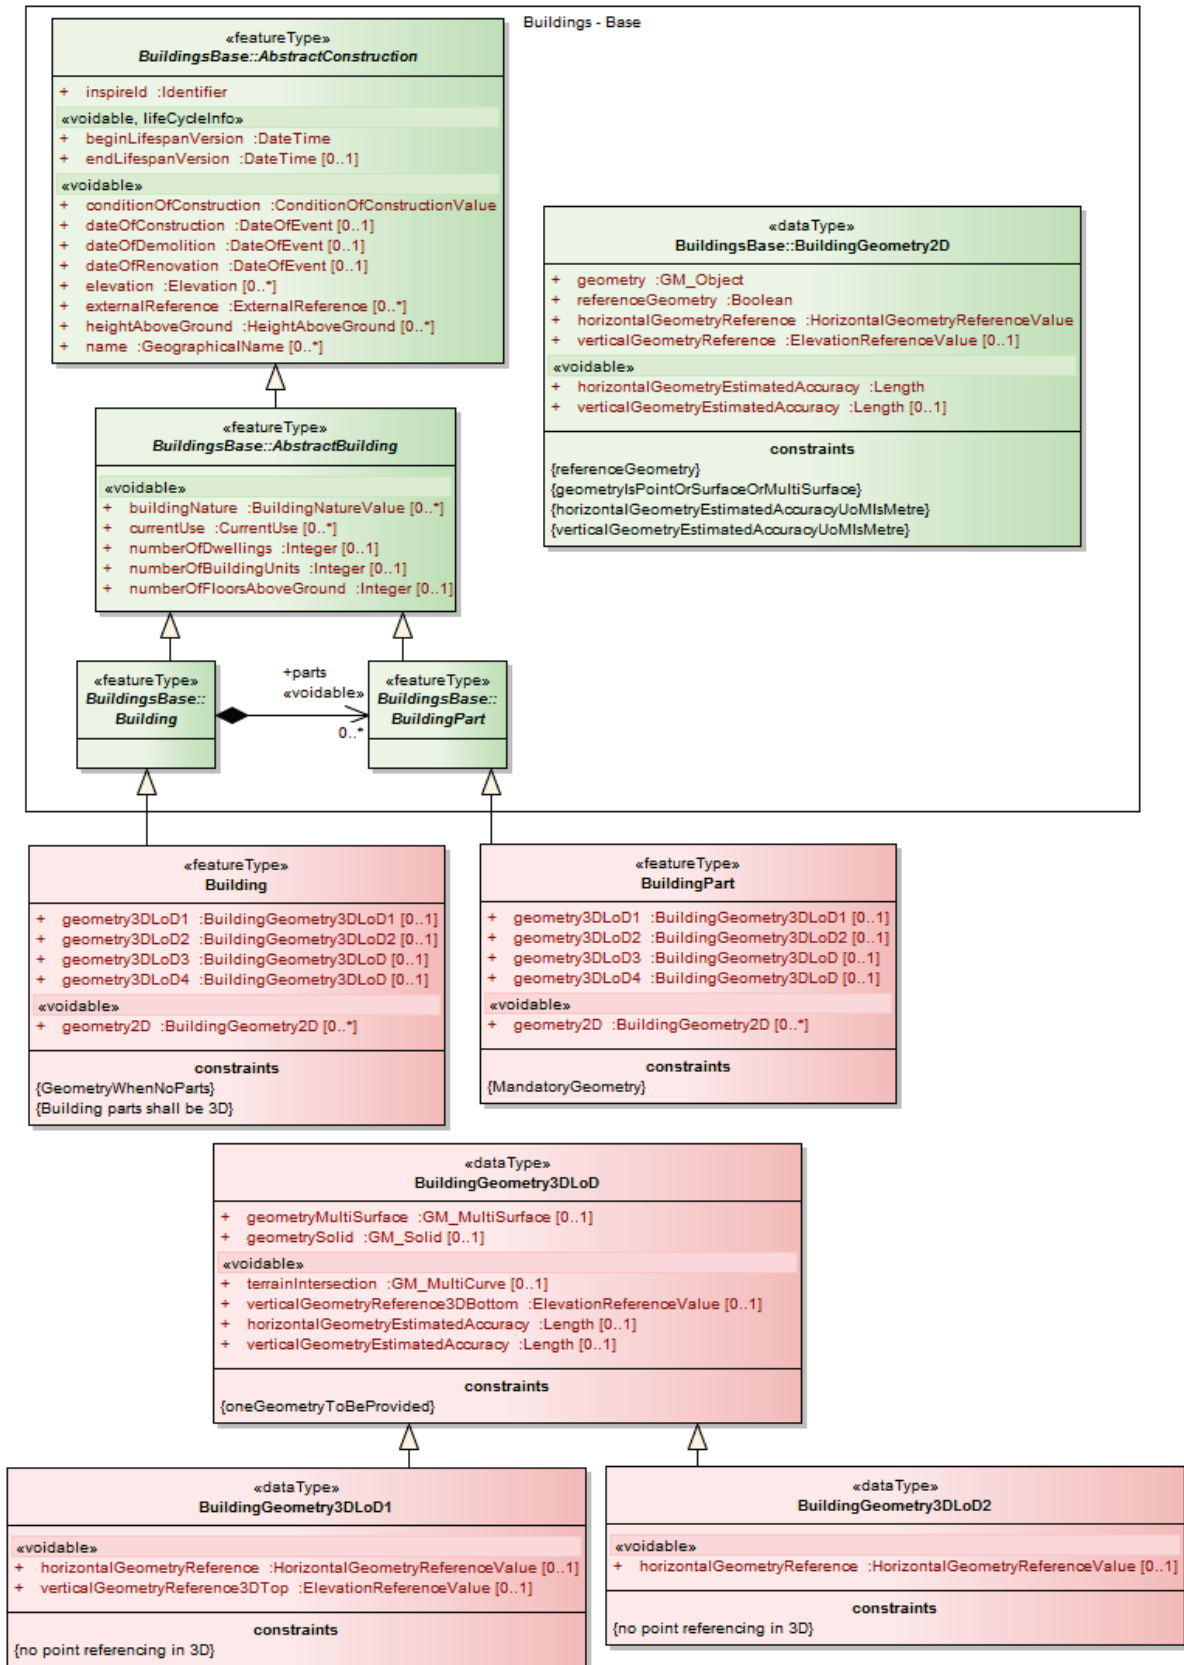 Buildings - Base
«featureType»
BuildingsBase::AbstractConstruction
+ inspireId :Identifier
«voidable, lifeCycleInfo»
+ beginLifespanVersion :DateTime
+ endLifespanVersion :DateTime [0..1]
«voidable»
+ conditionOfConstruction :ConditionOfConstructionValue
+ dateOfConstruction :DateOfEvent [0..1]
+ dateOfDemolition :DateOfEvent [0..1]
+ dateOfRenovation :DateOfEvent [0..1]
+ elevation :Elevation [0..*]
+ externalReference :ExternalReference [0..*]
+ heightAboveGround :HeightAboveGround [0..*]
+ name :GeographicalName [0..*]
«dataType»
BuildingsBase::BuildingGeometry2D
+ geometry :GM_Object
+ referenceGeometry :Boolean
+ horizontalGeometryReference :HorizontalGeometryReferenceValue
+ verticalGeometryReference :ElevationReferenceValue [0..1]
«voidable»
+ horizontalGeometryEstimatedAccuracy :Length
+ verticalGeometryEstimatedAccuracy :Length [0..1]
constraints
{referenceGeometry}
{geometryIsPointOrSurfaceOrMultiSurface}
{horizontalGeometryEstimatedAccuracyUoMIsMetre}
{verticalGeometryEstimatedAccuracyUoMIsMetre}
«featureType»
BuildingsBase::AbstractBuilding
«voidable»
+ buildingNature :BuildingNatureValue [0..*]
+ currentUse :CurrentUse [0..*]
+ numberOfDwellings :Integer [0..1]
+ numberOfBuildingUnits :Integer [0..1]
+ numberOfFloorsAboveGround :Integer [0..1]
«featureType»
BuildingsBase::
Building
+parts
«voidable»
0..*
«featureType»
BuildingsBase::
BuildingPart
«featureType»
Building
+ geometry3DLoD1 :BuildingGeometry3DLoD1 [0..1]
+ geometry3DLoD2 :BuildingGeometry3DLoD2 [0..1]
+ geometry3DLoD3 :BuildingGeometry3DLoD [0..1]
+ geometry3DLoD4 :BuildingGeometry3DLoD [0..1]
«voidable»
+ geometry2D :BuildingGeometry2D [0..*]
constraints
{GeometryWhenNoParts}
{Building parts shall be 3D}
«featureType»
BuildingPart
+ geometry3DLoD1 :BuildingGeometry3DLoD1 [0..1]
+ geometry3DLoD2 :BuildingGeometry3DLoD2 [0..1]
+ geometry3DLoD3 :BuildingGeometry3DLoD [0..1]
+ geometry3DLoD4 :BuildingGeometry3DLoD [0..1]
«voidable»
+ geometry2D :BuildingGeometry2D [0..*]
constraints
{MandatoryGeometry}
«dataType»
BuildingGeometry3DLoD
+ geometryMultiSurface :GM_MultiSurface [0..1]
+ geometrySolid :GM_Solid [0..1]
«voidable»
+ terrainIntersection :GM_MultiCurve [0..1]
+ verticalGeometryReference3DBottom :ElevationReferenceValue [0..1]
+ horizontalGeometryEstimatedAccuracy :Length [0..1]
+ verticalGeometryEstimatedAccuracy :Length [0..1]
constraints
{oneGeometryToBeProvided}
«dataType»
BuildingGeometry3DLoD1
«voidable»
+ horizontalGeometryReference :HorizontalGeometryReferenceValue [0..1]
+ verticalGeometryReference3DTop :ElevationReferenceValue [0..1]
constraints
{no point referencing in 3D}
«dataType»
BuildingGeometry3DLoD2
«voidable»
+ horizontalGeometryReference :HorizontalGeometryReferenceValue [0..1]
constraints
{no point referencing in 3D}